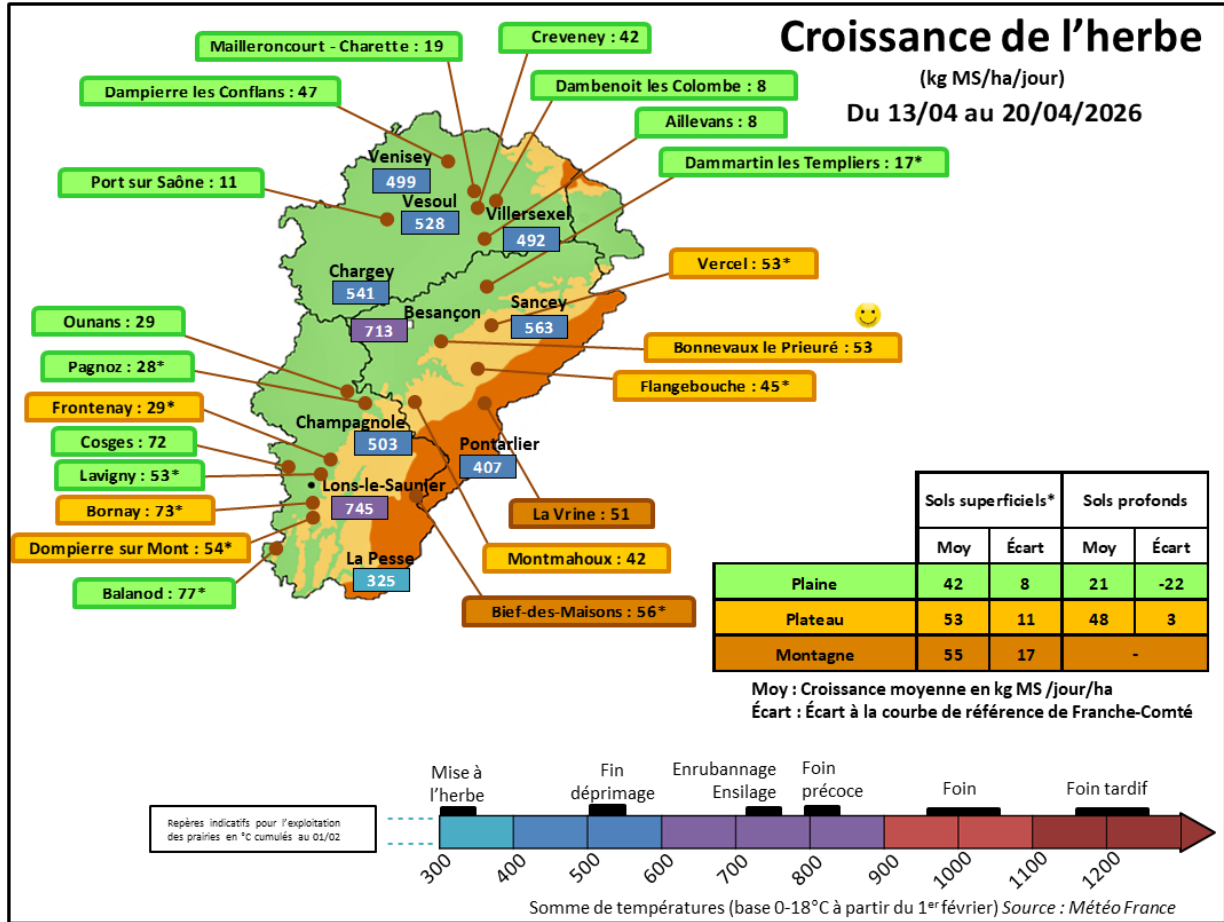 Croissance de l’herbe
(kg MS/ha/jour)
Du 13/04 au 20/04/2026
Mailleroncourt - Charette : 19
Creveney : 42
Dampierre les Conflans : 47
Dambenoit les Colombe : 8
Aillevans : 8
Dammartin les Templiers : 17*
Port sur Saône : 11
Venisey
499
Vesoul
528
Villersexel
492
Vercel : 53*
Chargey
541
Besançon
713
Sancey
563
Ounans : 29
Bonnevaux le Prieuré : 53
Pagnoz : 28*
Flangebouche : 45*
Frontenay : 29*
Champagnole
503
Cosges : 72
Pontarlier
407
Lavigny : 53*
Lons-le-Saunier
745
Bornay : 73*
La Vrine : 51
Dompierre sur Mont : 54*
Montmahoux : 42
La Pesse
325
Balanod : 77*
Bief-des-Maisons : 56*
Sols superficiels* Sols profonds
Moy Écart Moy Écart
Plaine 42 8 21 -22
Plateau 53 11 48 3
Montagne 55 17 -
Moy : Croissance moyenne en kg MS /jour/ha
Écart : Écart à la courbe de référence de Franche-Comté
Mise à
l’herbe
Fin
déprimage
Enrubannage
Ensilage
Foin
précoce
Foin
Foin tardif
Repères indicatifs pour l’exploitation
des prairies en °C cumulés au 01/02
300 400 500 600 700 800 900 1000 1100 1200
Somme de températures (base 0-18°C à partir du 1er février) Source : Météo France